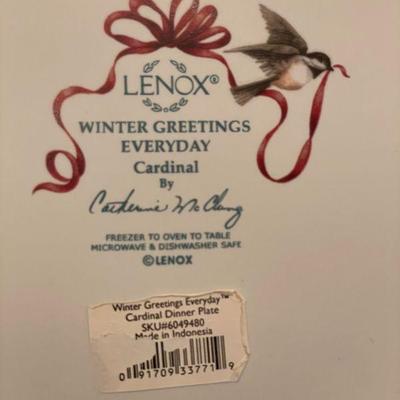 LENOX®
WINTER GREETINGS
EVERYDAY
Cardinal
By
Catherine McClung
FREEZER TO OVEN TO TABLE
MICROWAVE & DISHWASHER SAFE
©LENOX
Winter Greetings Everyday™
Cardinal Dinner Plate
SKU#6049480
Made in Indonesia
0 91709 33771 9